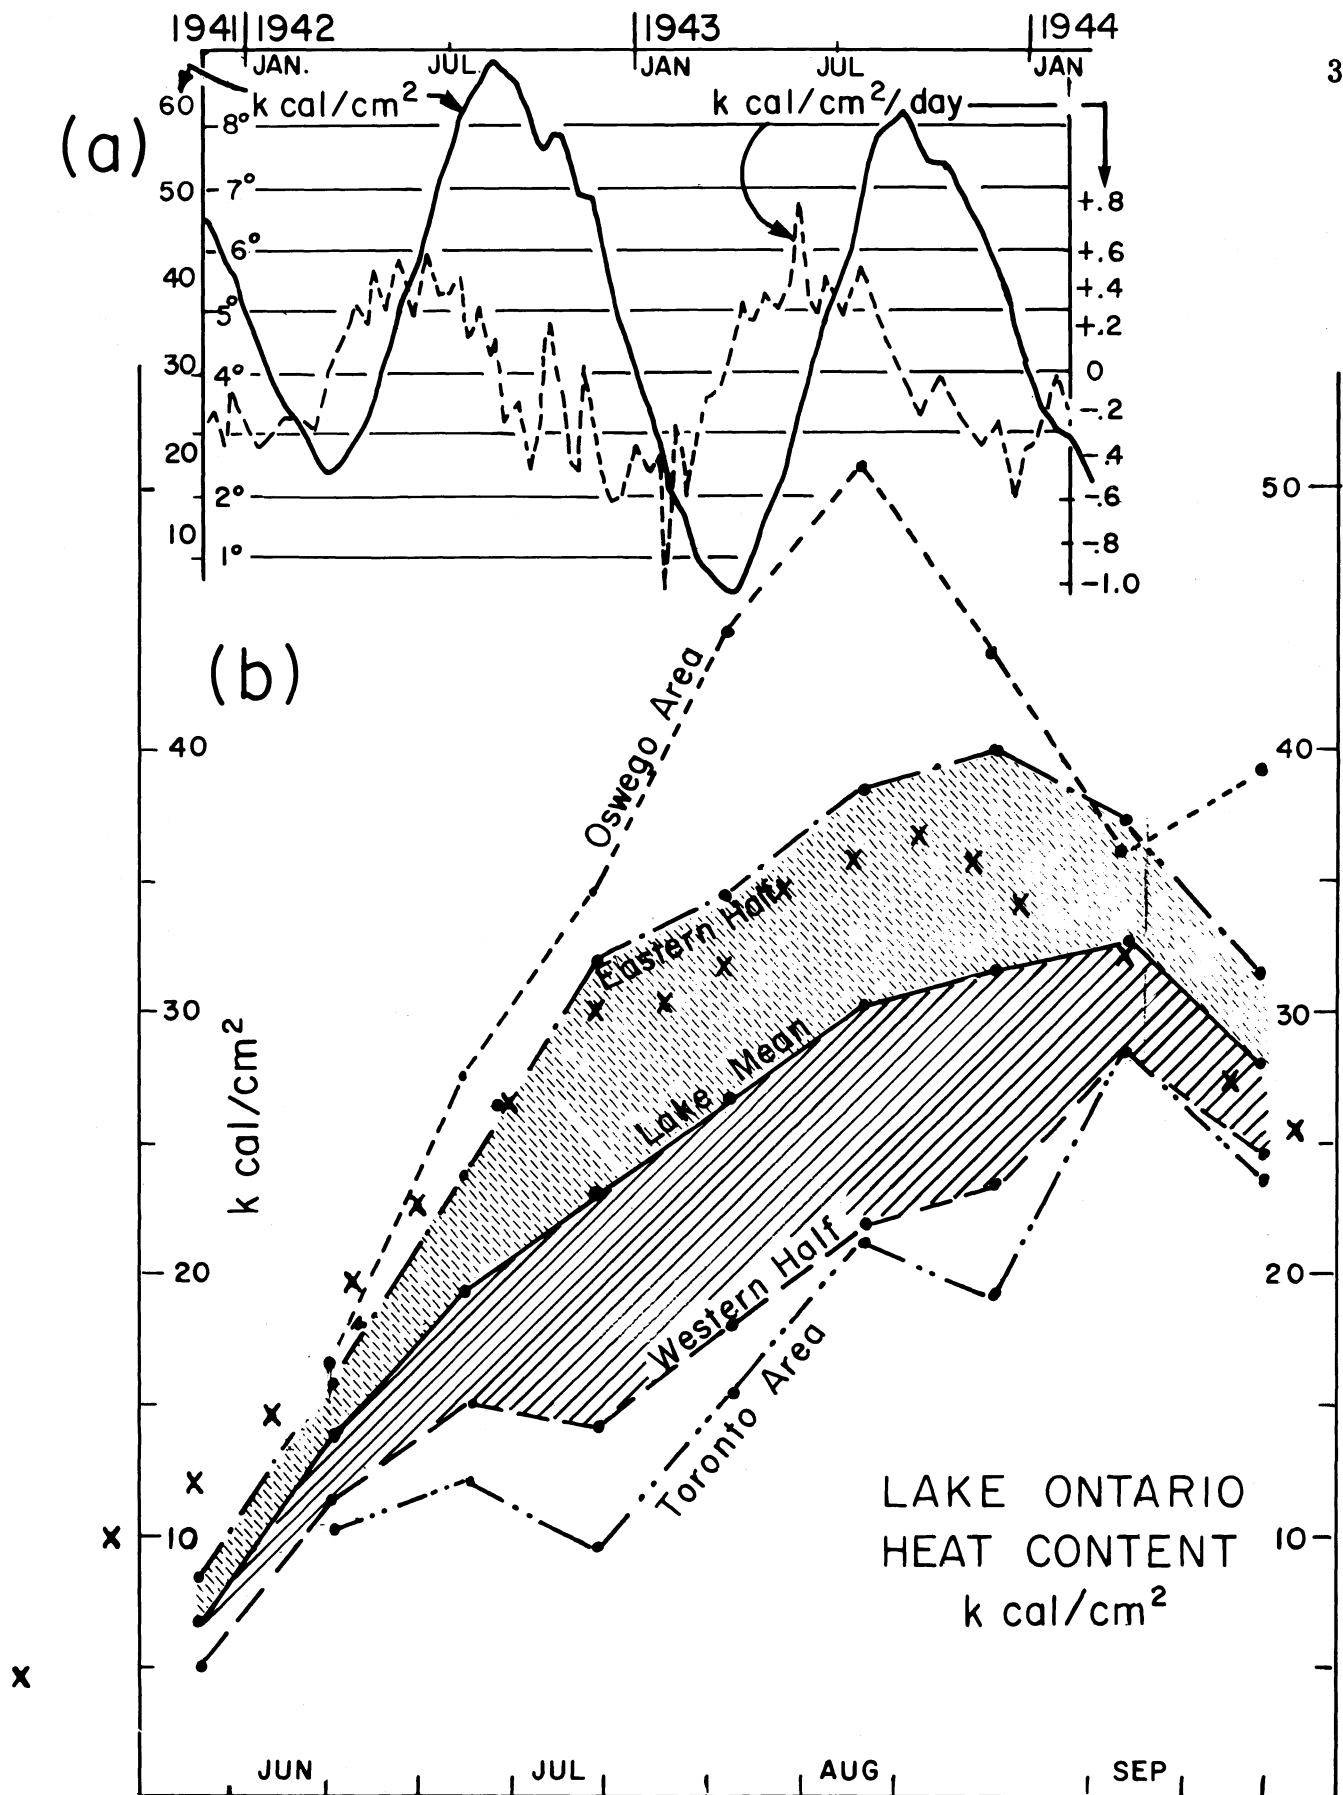 1941 1942 1943 1944
JAN. JUL. JAN JUL JAN 3
k cal/cm² k cal/cm²/day
(a)
60 8°
50 7° +.8
6° +.6
40 +.4
5° +.2
30 4° 0
-.2
20 -.4
2° -.6
10 -.8
1° -1.0
50
(b)
Oswego Area
40 40
Eastern Half
30 30
Lake Mean
k cal/cm²
20 20
Western Half
Toronto Area
LAKE ONTARIO
10 HEAT CONTENT 10
k cal/cm²
JUN JUL AUG SEP